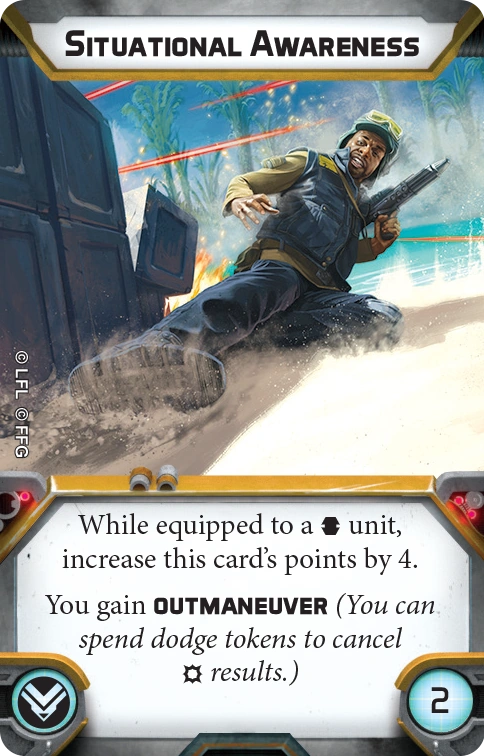 SITUATIONAL AWARENESS
© LFL © FFG
While equipped to a unit,
increase this card's points by 4.
You gain OUTMANEUVER (You can
spend dodge tokens to cancel
results.)
2